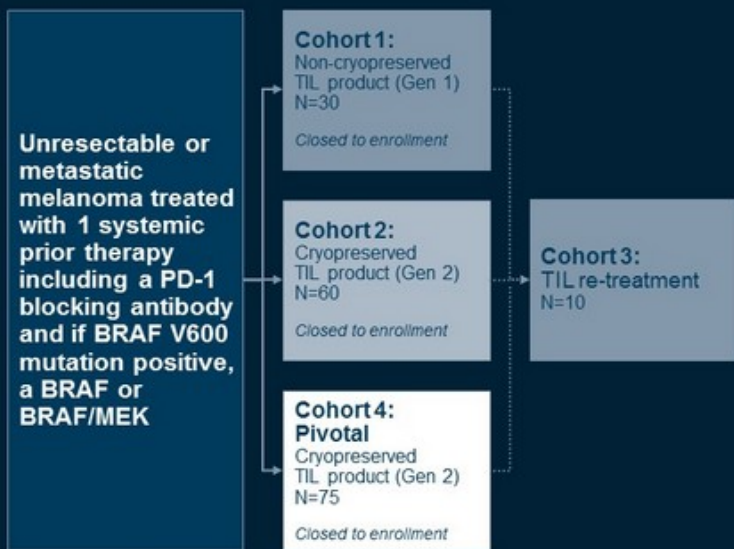 Unresectable or
metastatic
melanoma treated
with 1 systemic
prior therapy
including a PD-1
blocking antibody
and if BRAF V600
mutation positive,
a BRAF or
BRAF/MEK
Cohort 1:
Non-cryopreserved
TIL product (Gen 1)
N=30
Closed to enrollment
Cohort 2:
Cryopreserved
TIL product (Gen 2)
N=60
Closed to enrollment
Cohort 4:
Pivotal
Cryopreserved
TIL product (Gen 2)
N=75
Closed to enrollment
Cohort 3:
TIL re-treatment
N=10